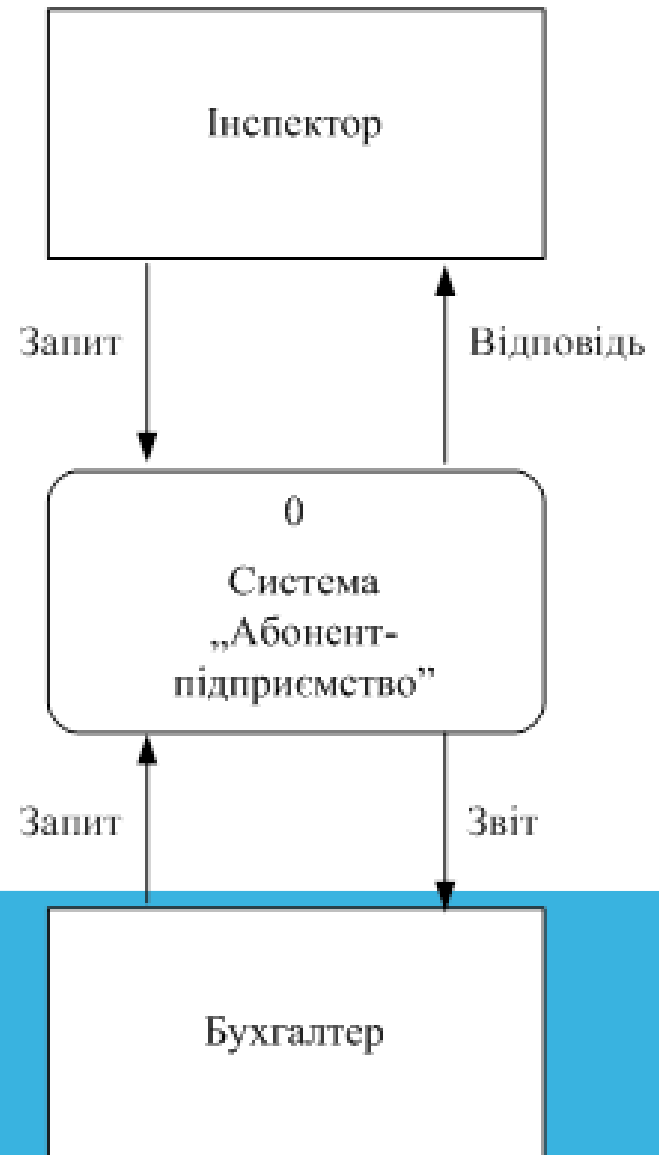 Інспектор
Запит
Відповідь
0
Система
„Абонент-
підприємство”
Запит
Звіт
Бухгалтер